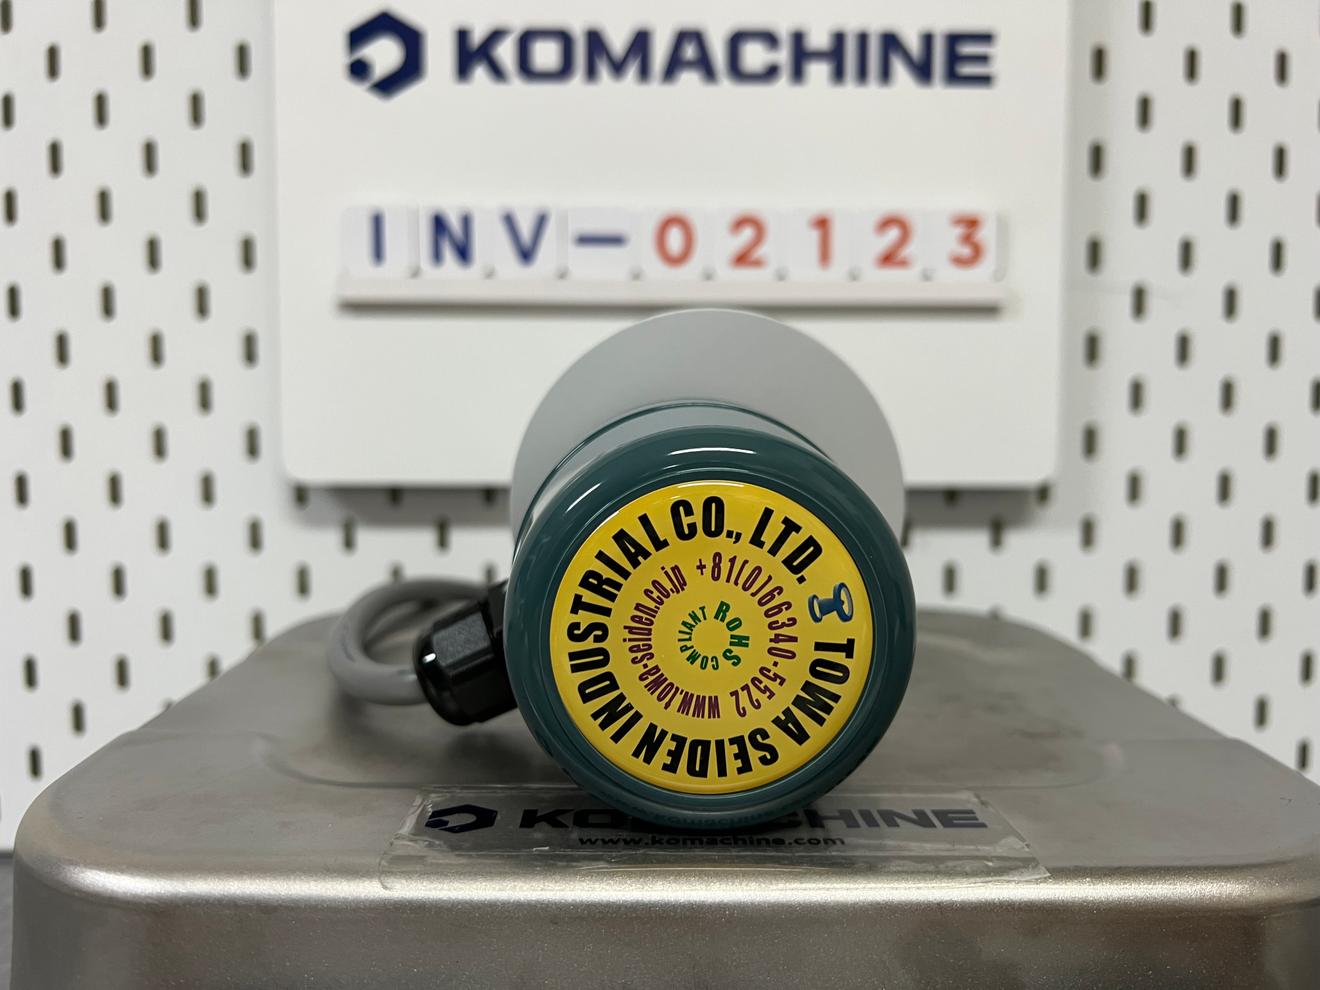 KOMACHINE
INV-02123
TOWA SEIDEN INDUSTRIAL CO., LTD.
www.towa-seiden.co.jp +81(0)66340-5522
RoHS COMPLIANT
KOMACHINE
www.komachine.com